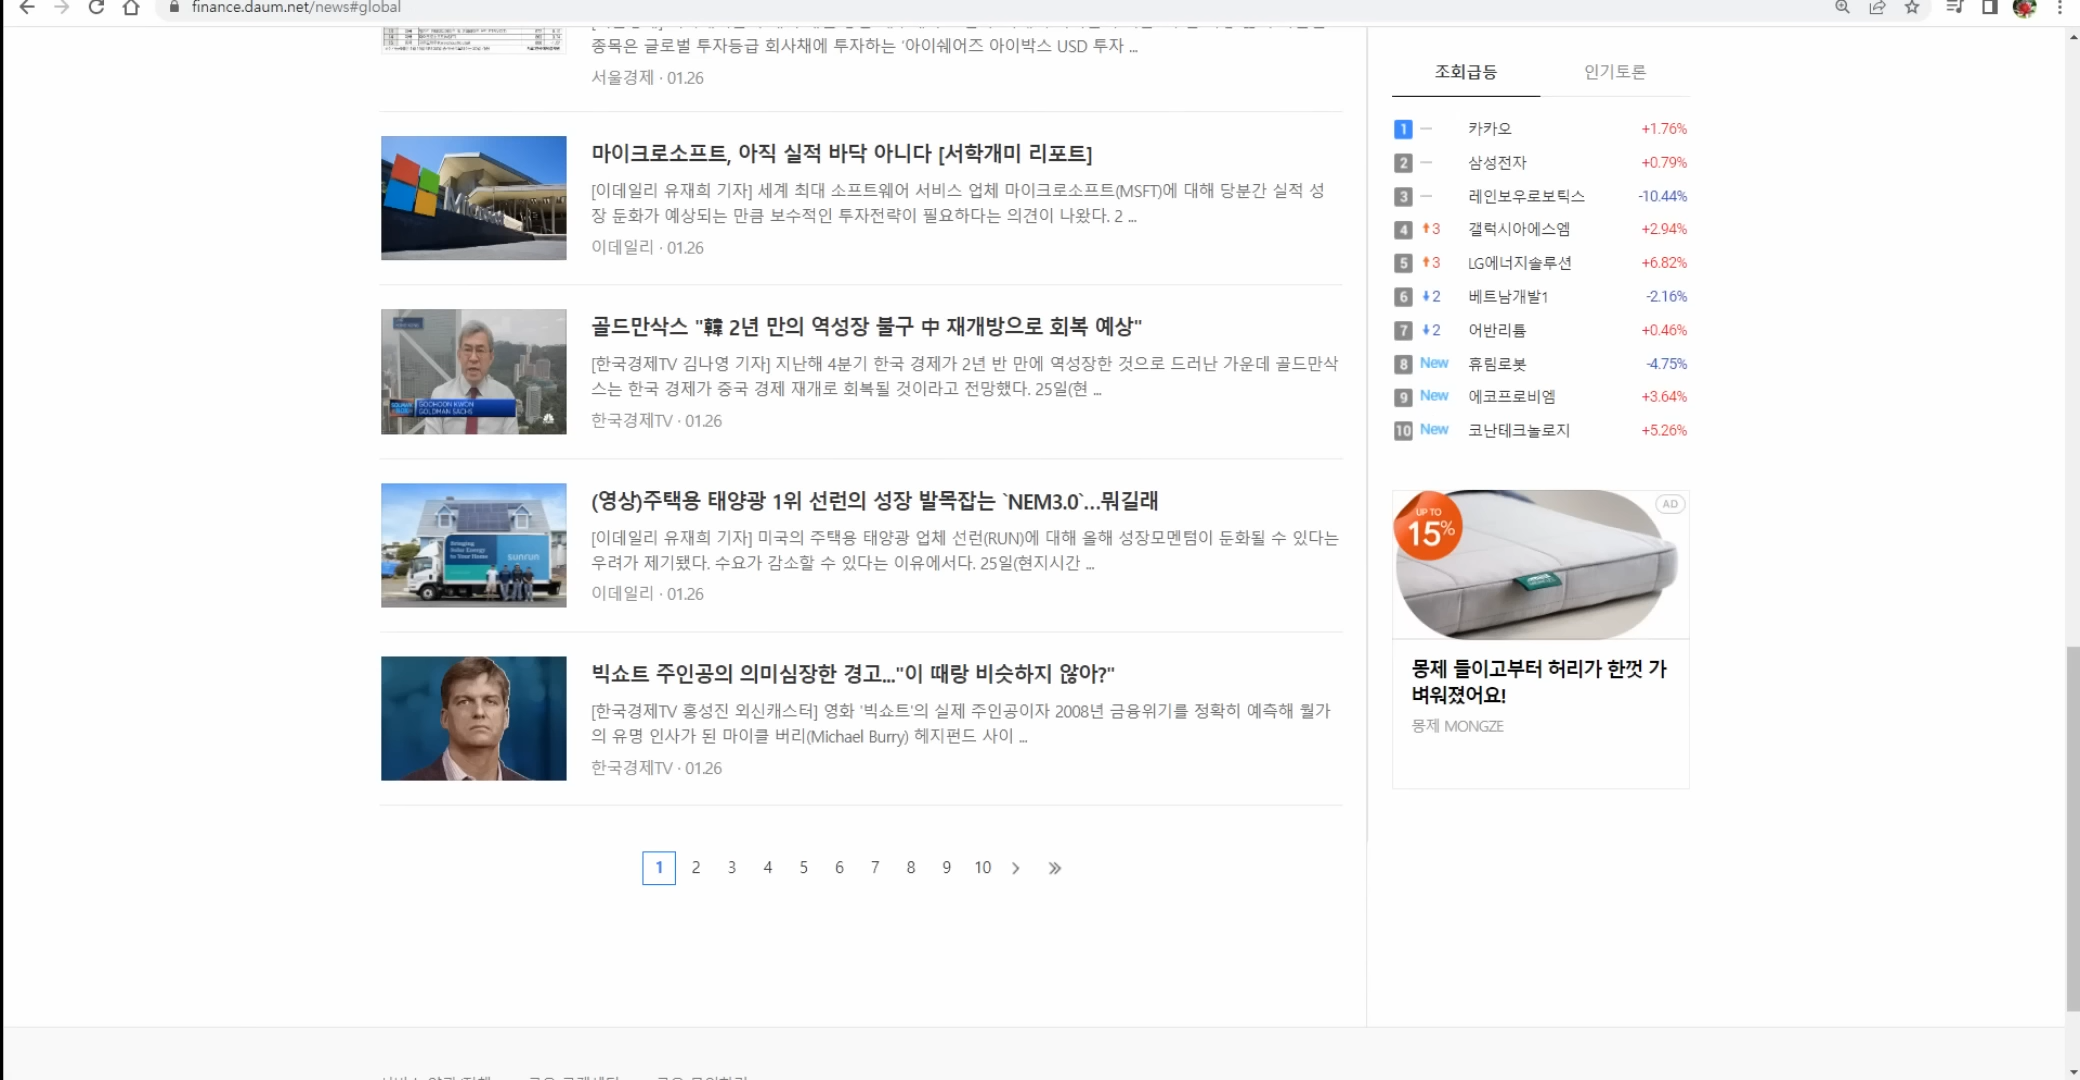 finance.daum.net/news#global
종목은 글로벌 투자등급 회사채에 투자하는 '아이쉐어즈 아이박스 USD 투자 ...
서울경제 · 01.26
마이크로소프트, 아직 실적 바닥 아니다 [서학개미 리포트]
[이데일리 유재희 기자] 세계 최대 소프트웨어 서비스 업체 마이크로소프트(MSFT)에 대해 당분간 실적 성
장 둔화가 예상되는 만큼 보수적인 투자전략이 필요하다는 의견이 나왔다. 2 ...
이데일리 · 01.26
골드만삭스 "韓 2년 만의 역성장 불구 中 재개방으로 회복 예상"
[한국경제TV 김나영 기자] 지난해 4분기 한국 경제가 2년 반 만에 역성장한 것으로 드러난 가운데 골드만삭
스는 한국 경제가 중국 경제 재개로 회복될 것이라고 전망했다. 25일(현 ...
한국경제TV · 01.26
GOOHOON KWON
GOLDMAN SACHS
(영상)주택용 태양광 1위 선런의 성장 발목잡는 `NEM3.0`…뭐길래
[이데일리 유재희 기자] 미국의 주택용 태양광 업체 선런(RUN)에 대해 올해 성장모멘텀이 둔화될 수 있다는
우려가 제기됐다. 수요가 감소할 수 있다는 이유에서다. 25일(현지시간 ...
이데일리 · 01.26
Bringing
Solar Energy
to Your Home
sunrun
빅쇼트 주인공의 의미심장한 경고..."이 때랑 비슷하지 않아?"
[한국경제TV 홍성진 외신캐스터] 영화 '빅쇼트'의 실제 주인공이자 2008년 금융위기를 정확히 예측해 월가
의 유명 인사가 된 마이클 버리(Michael Burry) 헤지펀드 사이 ...
한국경제TV · 01.26
1 2 3 4 5 6 7 8 9 10
조회급등 인기토론
1 카카오 +1.76%
2 삼성전자 +0.79%
3 레인보우로보틱스 -10.44%
4 3 갤럭시아에스엠 +2.94%
5 3 LG에너지솔루션 +6.82%
6 2 베트남개발1 -2.16%
7 2 어반리튬 +0.46%
8 New 휴림로봇 -4.75%
9 New 에코프로비엠 +3.64%
10 New 코난테크놀로지 +5.26%
AD
UP TO
15%
몽제 들이고부터 허리가 한껏 가
벼워졌어요!
몽제 MONGZE